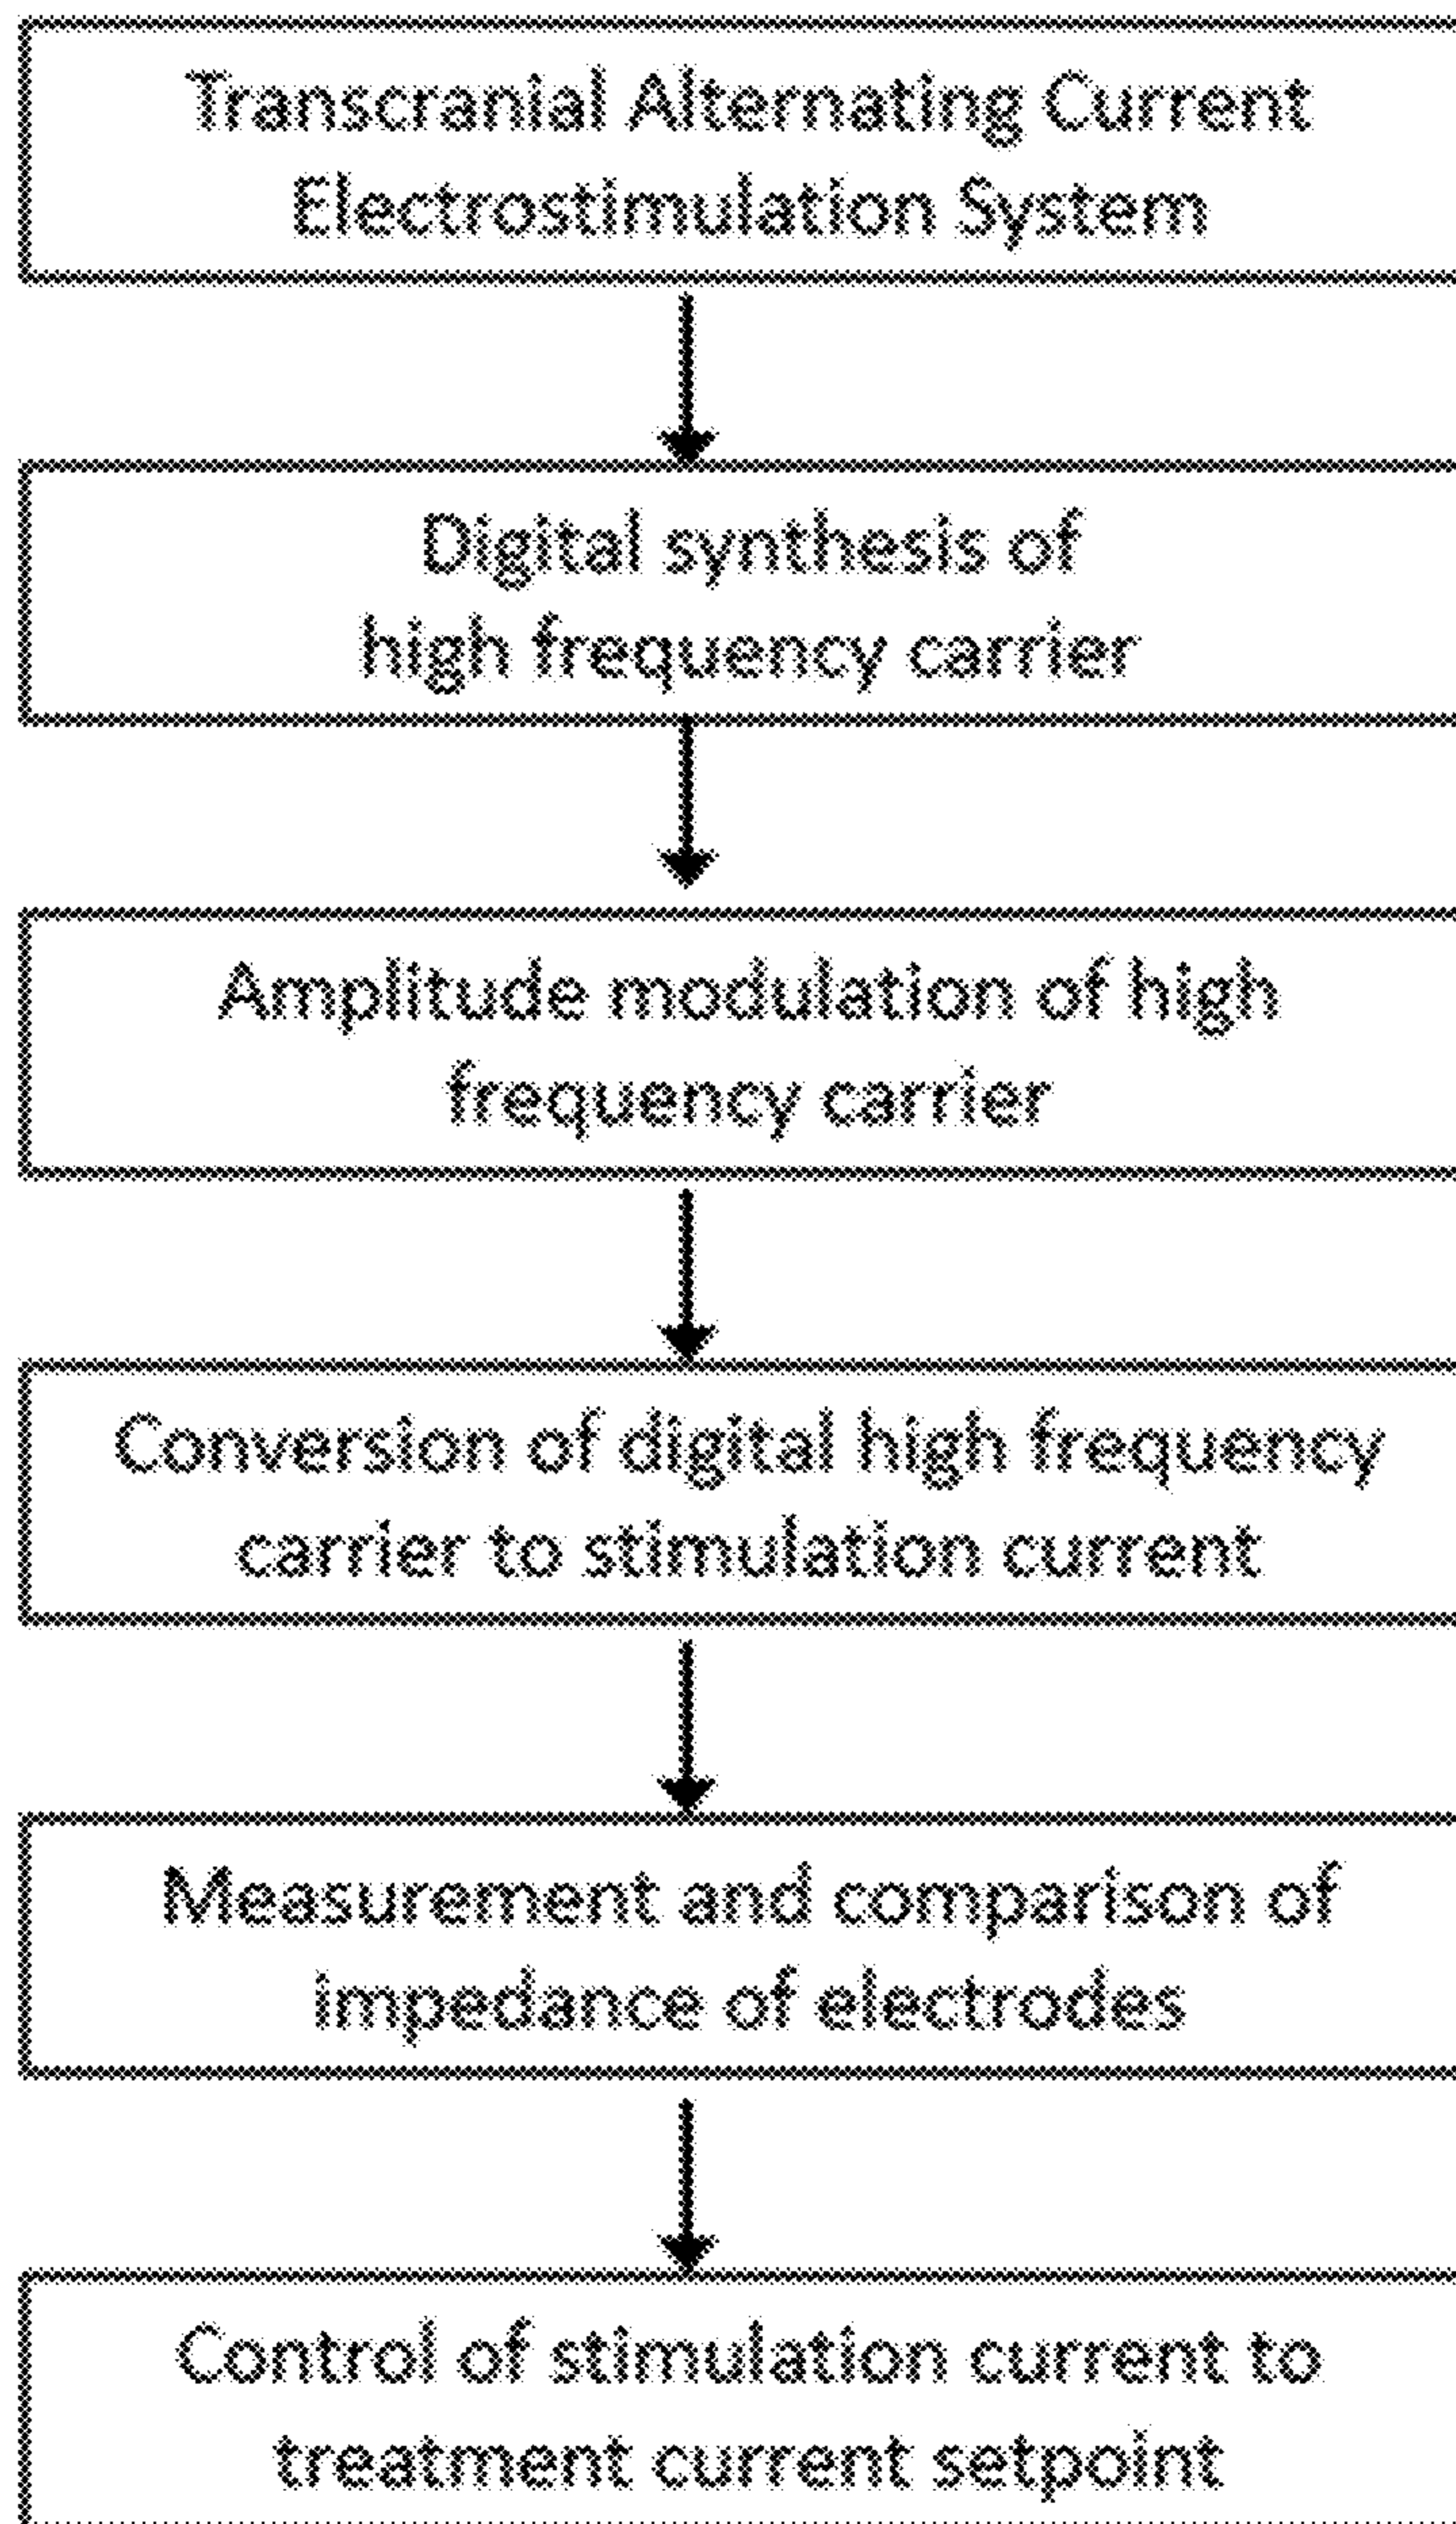 Transcranial Alternating Current
Electrostimulation System
Digital synthesis of
high frequency carrier
Amplitude modulation of high
frequency carrier
Conversion of digital high frequency
carrier to stimulation current
Measurement and comparison of
impedance of electrodes
Control of stimulation current to
treatment current setpoint